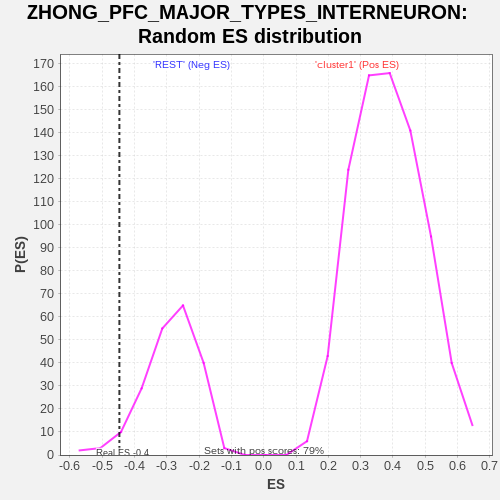 ZHONG_PFC_MAJOR_TYPES_INTERNEURON:
Random ES distribution
'REST' (Neg ES)
'cluster1' (Pos ES)
P(ES)
170
160
150
140
130
120
110
100
90
80
70
60
50
40
30
20
10
0
Real ES -0.4
Sets with pos scores: 79%
-0.6 -0.5 -0.4 -0.3 -0.2 -0.1 0.0 0.1 0.2 0.3 0.4 0.5 0.6 0.7
ES